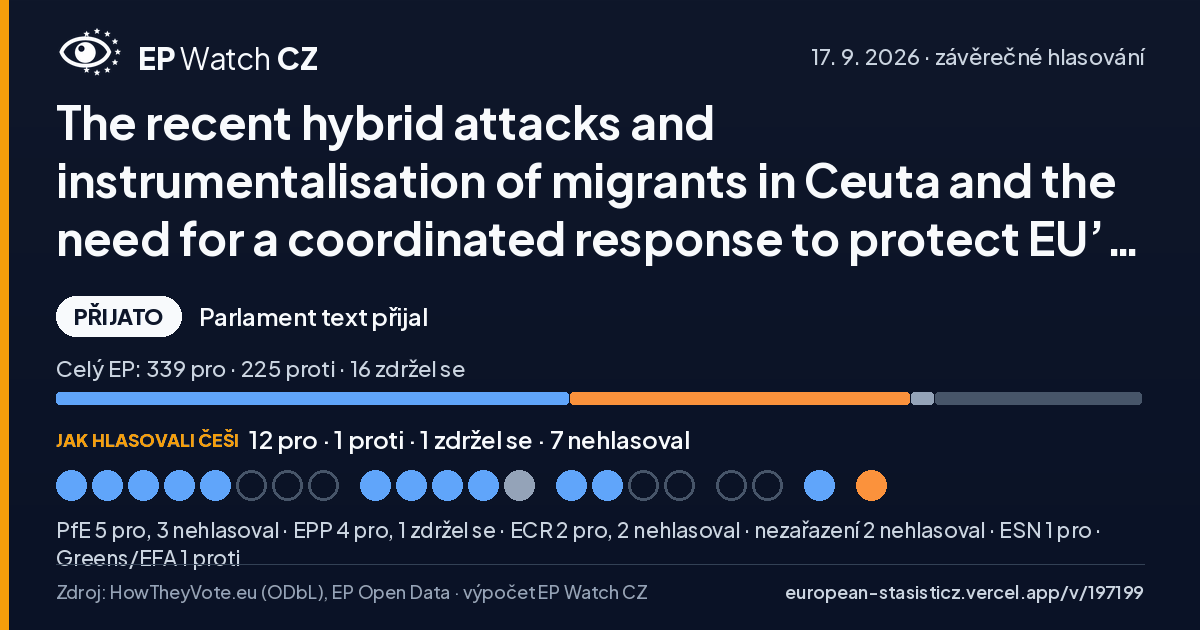 EP Watch CZ
17. 9. 2026 · závěrečné hlasování
The recent hybrid attacks and
instrumentalisation of migrants in Ceuta and the
need for a coordinated response to protect EU’…
PŘIJATO Parlament text přijal
Celý EP: 339 pro · 225 proti · 16 zdržel se
JAK HLASOVALI ČEŠI 12 pro · 1 proti · 1 zdržel se · 7 nehlasoval
PfE 5 pro, 3 nehlasoval · EPP 4 pro, 1 zdržel se · ECR 2 pro, 2 nehlasoval · nezařazení 2 nehlasoval · ESN 1 pro ·
Greens/EFA 1 proti
Zdroj: HowTheyVote.eu (ODbL), EP Open Data · výpočet EP Watch CZ
european-stasisticz.vercel.app/v/197199